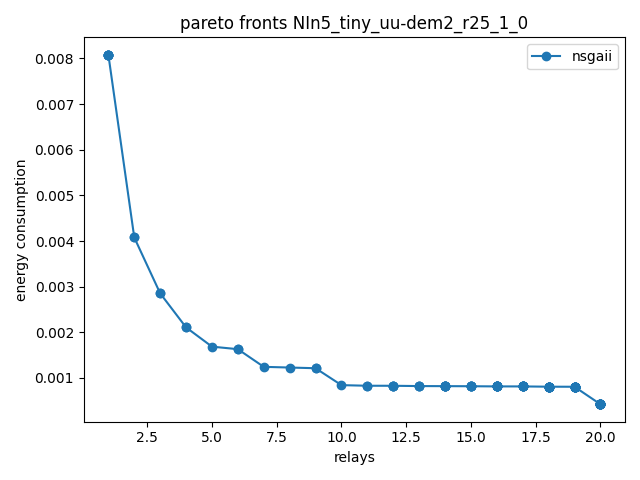 pareto fronts NIn5_tiny_uu-dem2_r25_1_0
nsgaii
energy consumption
0.008
0.007
0.006
0.005
0.004
0.003
0.002
0.001
2.5 5.0 7.5 10.0 12.5 15.0 17.5 20.0
relays